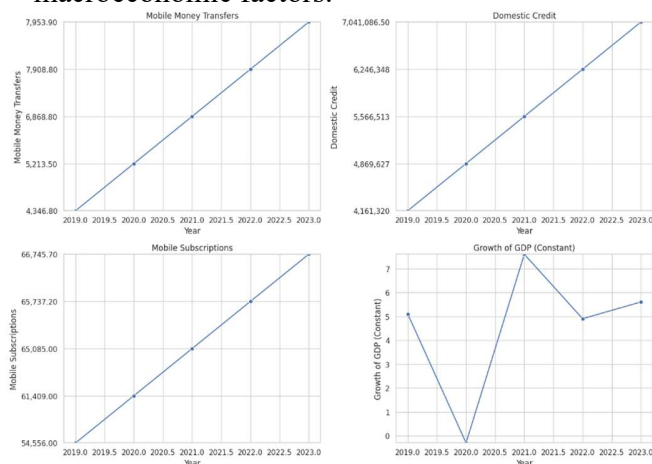 macroeconomic factors.
Mobile Money Transfers
7,953.90
7,908.80
6,868.80
5,213.50
4,346.80
Mobile Money Transfers
2019.0 2019.5 2020.0 2020.5 2021.0 2021.5 2022.0 2022.5 2023.0
Year
Domestic Credit
7,041,086.50
6,246,348
5,566,513
4,869,627
4,161,320
Domestic Credit
2019.0 2019.5 2020.0 2020.5 2021.0 2021.5 2022.0 2022.5 2023.0
Year
Mobile Subscriptions
66,745.70
65,737.20
65,085.00
61,409.00
54,556.00
Mobile Subscriptions
2019.0 2019.5 2020.0 2020.5 2021.0 2021.5 2022.0 2022.5 2023.0
Year
Growth of GDP (Constant)
7
6
5
4
3
2
1
0
Growth of GDP (Constant)
2019.0 2019.5 2020.0 2020.5 2021.0 2021.5 2022.0 2022.5 2023.0
Year